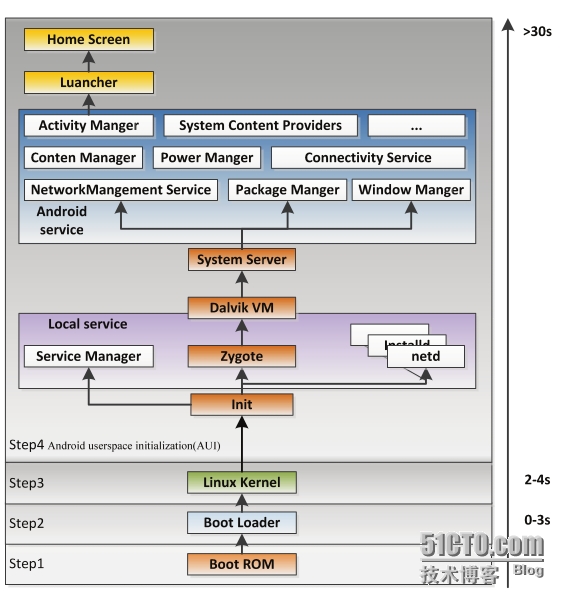 Home Screen
>30s
Luancher
Activity Manger
System Content Providers
...
Conten Manager
Power Manger
Connectivity Service
NetworkMangement Service
Package Manger
Window Manger
Android
service
System Server
Dalvik VM
Local service
Service Manager
Zygote
netd
Init
Step4 Android userspace initialization(AUI)
Step3
Linux Kernel
2-4s
Step2
Boot Loader
0-3s
Step1
Boot ROM
51CTO.com
技术博客 Blog